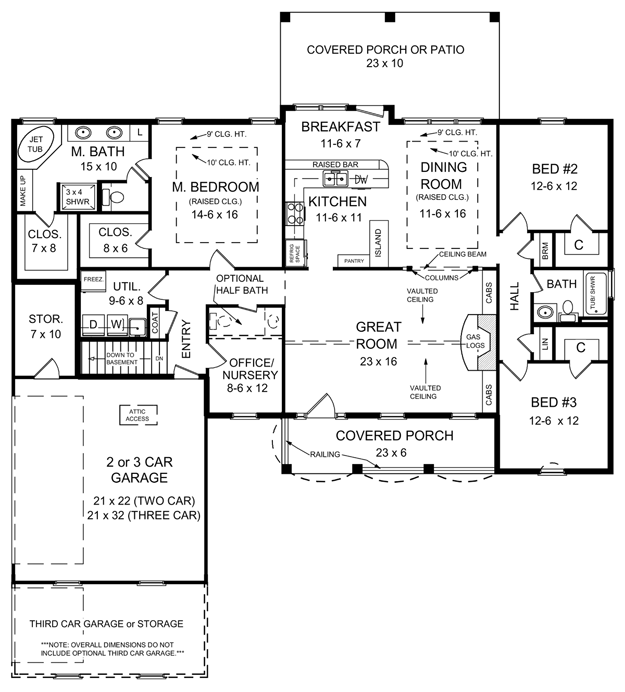 COVERED PORCH OR PATIO
23 x 10
JET
TUB
L
M. BATH
15 x 10
MAKE UP
3 x 4
SHWR
9' CLG. HT.
10' CLG. HT.
M. BEDROOM
(RAISED CLG.)
14-6 x 16
BREAKFAST
11-6 x 7
RAISED BAR
DW
KITCHEN
11-6 x 11
REFRIG
SPACE
PANTRY
ISLAND
9' CLG. HT.
10' CLG. HT.
DINING
ROOM
(RAISED CLG.)
11-6 x 16
BED #2
12-6 x 12
CLOS.
7 x 8
CLOS.
8 x 6
BRM
C
CEILING BEAM
COLUMNS
FREEZ.
UTIL.
9-6 x 8
D
W
COAT
OPTIONAL
HALF BATH
VAULTED
CEILING
CABS
HALL
BATH
TUB/SHWR
STOR.
7 x 10
ENTRY
GREAT
ROOM
23 x 16
GAS
LOGS
LIN
C
DOWN TO
BASEMENT
DN
OFFICE/
NURSERY
8-6 x 12
VAULTED
CEILING
CABS
BED #3
12-6 x 12
ATTIC
ACCESS
COVERED PORCH
23 x 6
RAILING
2 or 3 CAR
GARAGE
21 x 22 (TWO CAR)
21 x 32 (THREE CAR)
THIRD CAR GARAGE or STORAGE
***NOTE: OVERALL DIMENSIONS DO NOT
INCLUDE OPTIONAL THIRD CAR GARAGE.***